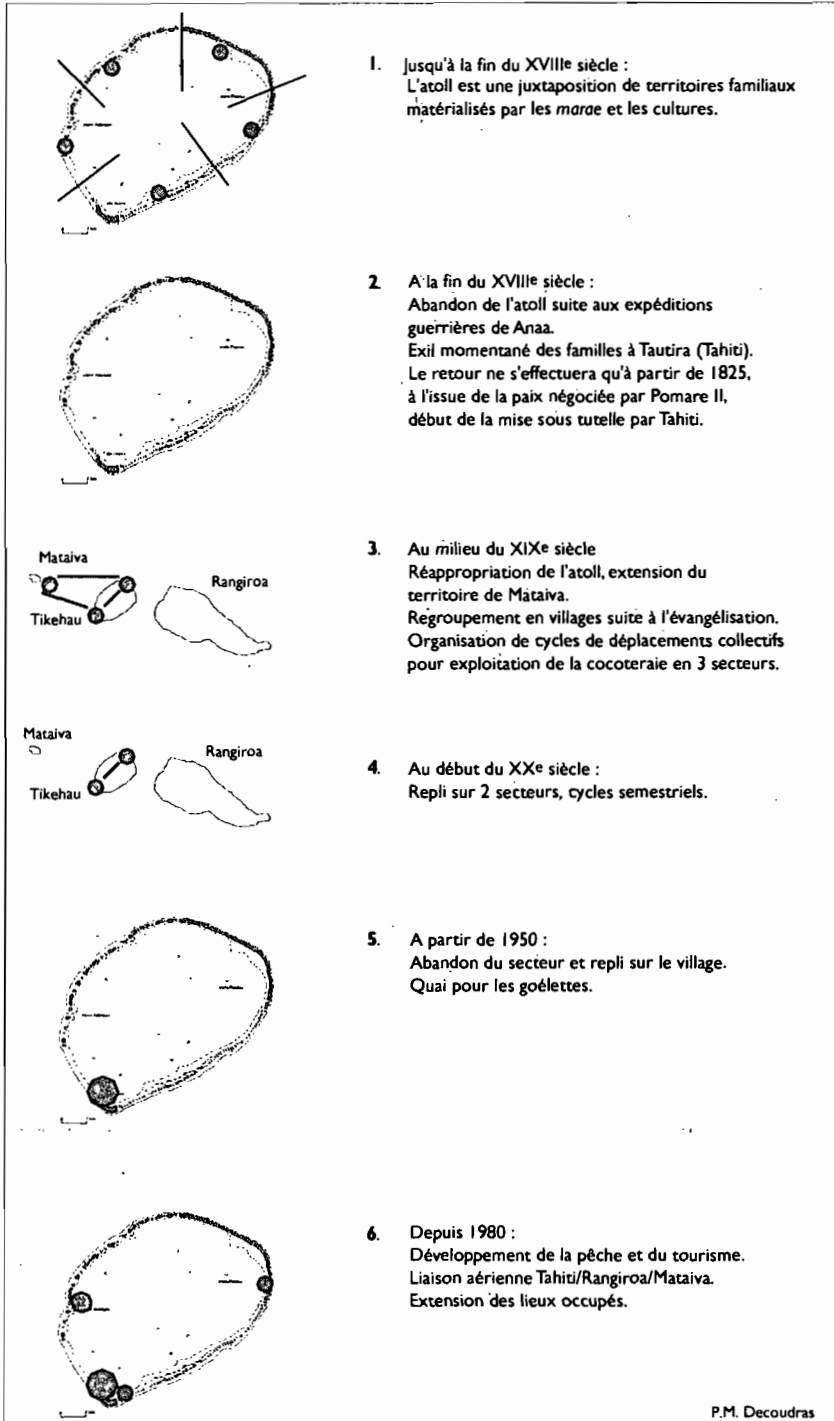 1. Jusqu'à la fin du XVIIIe siècle :
L'atoll est une juxtaposition de territoires familiaux
matérialisés par les marae et les cultures.
2 A la fin du XVIIIe siècle :
Abandon de l'atoll suite aux expéditions
guerrières de Anaa.
Exil momentané des familles à Tautira (Tahiti).
Le retour ne s'effectuera qu'à partir de 1825,
à l'issue de la paix négociée par Pomare II,
début de la mise sous tutelle par Tahiti.
Mataiva
Rangiroa
Tikehau
3. Au milieu du XIXe siècle
Réappropriation de l'atoll, extension du
territoire de Mataiva.
Regroupement en villages suite à l'évangélisation.
Organisation de cycles de déplacements collectifs
pour exploitation de la cocoteraie en 3 secteurs.
Mataiva
Rangiroa
Tikehau
4. Au début du XXe siècle :
Repli sur 2 secteurs, cycles semestriels.
5. A partir de 1950 :
Abandon du secteur et repli sur le village.
Quai pour les goélettes.
6. Depuis 1980 :
Développement de la pêche et du tourisme.
Liaison aérienne Tahiti/Rangiroa/Mataiva.
Extension des lieux occupés.
P.M. Decoudras